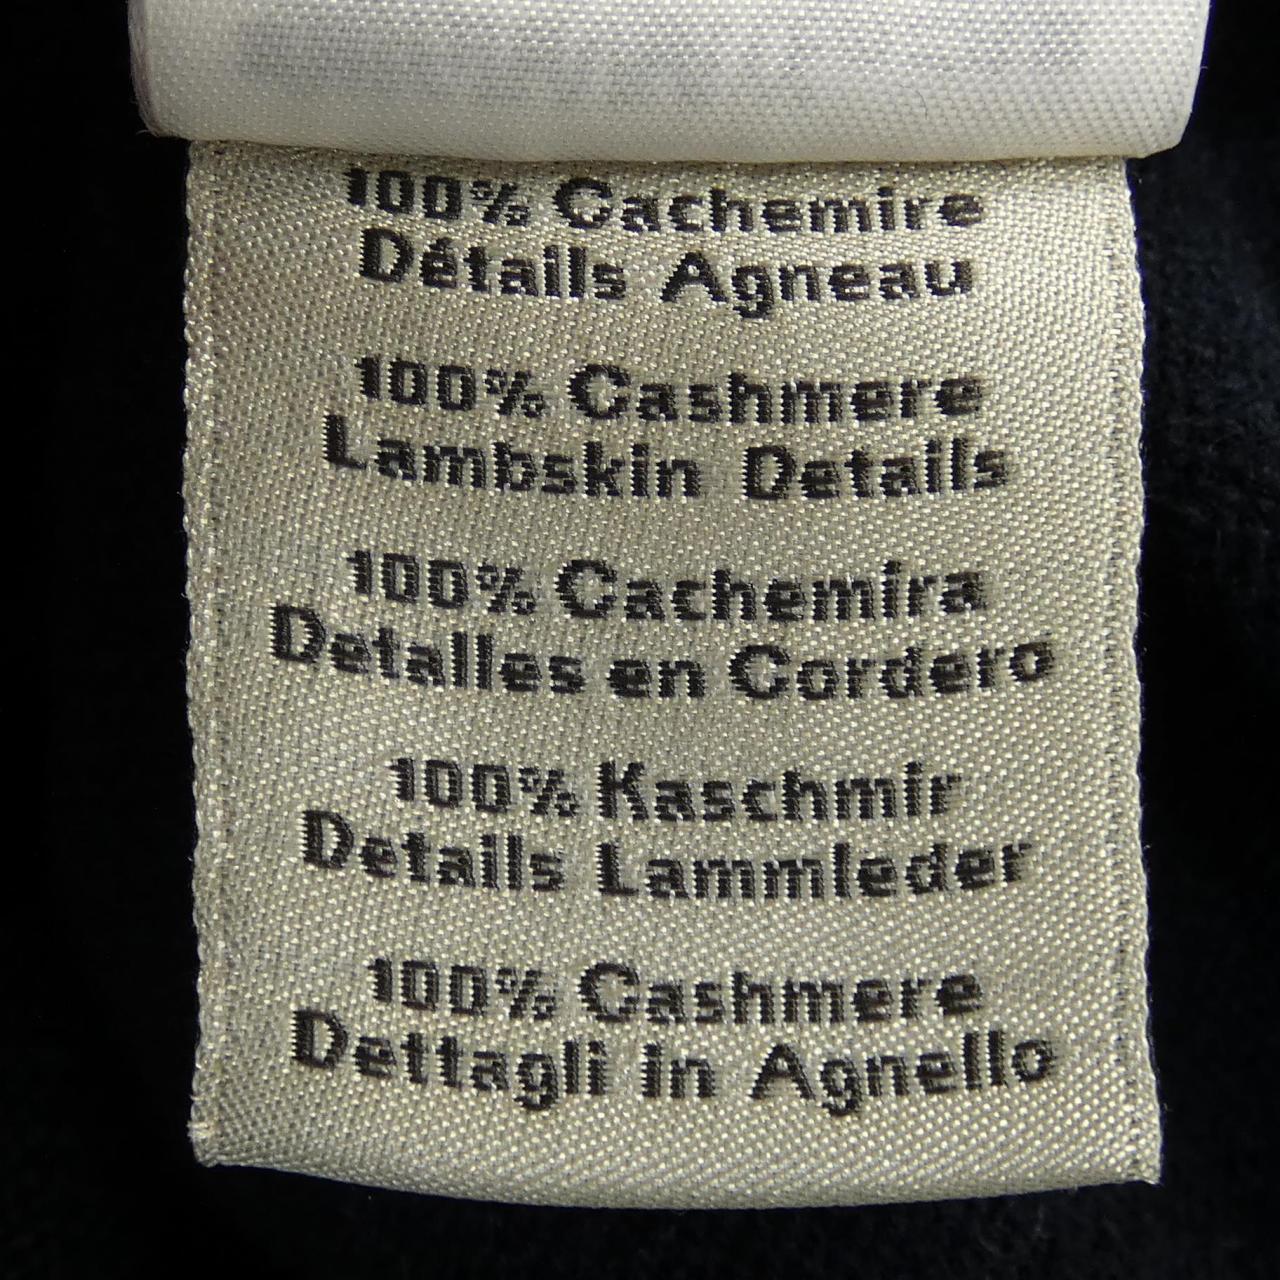 100% Cachemire
Détails Agneau
100% Cashmere
Lambskin Details
100% Cachemira
Detalles en Cordero
100% Kaschmir
Details Lammleder
100% Cashmere
Dettagli in Agnello